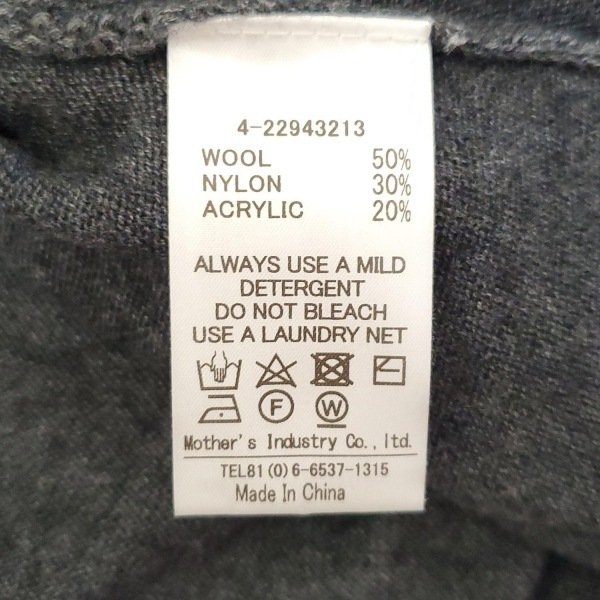 4-22943213
WOOL 50%
NYLON 30%
ACRYLIC 20%
ALWAYS USE A MILD
DETERGENT
DO NOT BLEACH
USE A LAUNDRY NET
F W
Mother's Industry Co.,ltd.
TEL81(0)6-6537-1315
Made In China